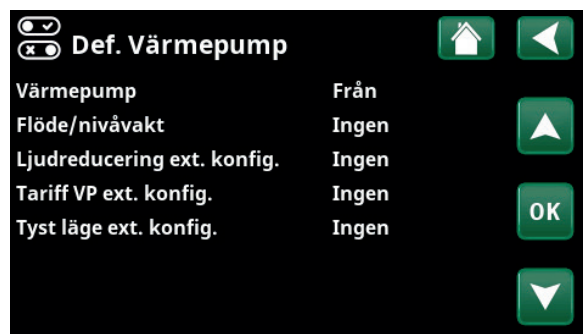 Def. Värmepump
Värmepump Från
Flöde/nivåvakt Ingen
Ljudreducering ext. konfig. Ingen
Tariff VP ext. konfig. Ingen
Tyst läge ext. konfig. Ingen
OK